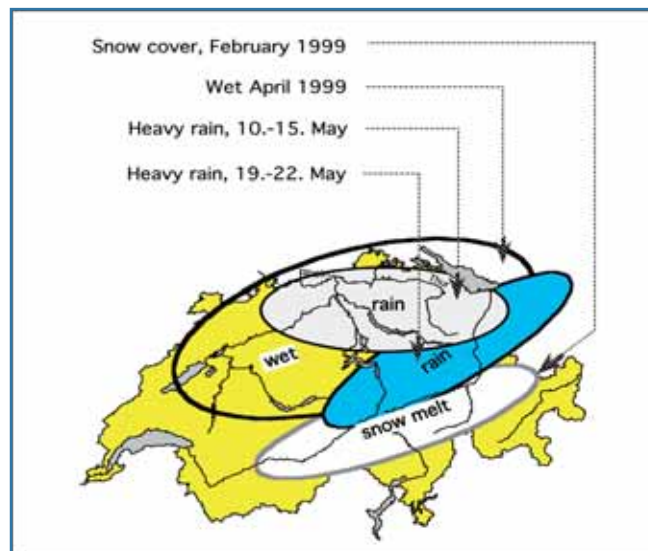 Snow cover, February 1999
Wet April 1999
Heavy rain, 10.-15. May
Heavy rain, 19.-22. May
rain
wet
rain
snow melt